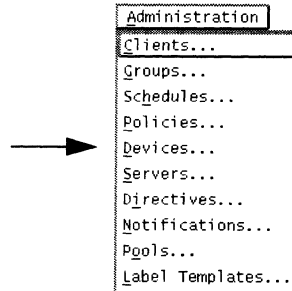 Administration
Clients...
Groups...
Schedules...
Policies...
Devices...
Servers...
Directives...
Notifications...
Pools...
Label Templates...